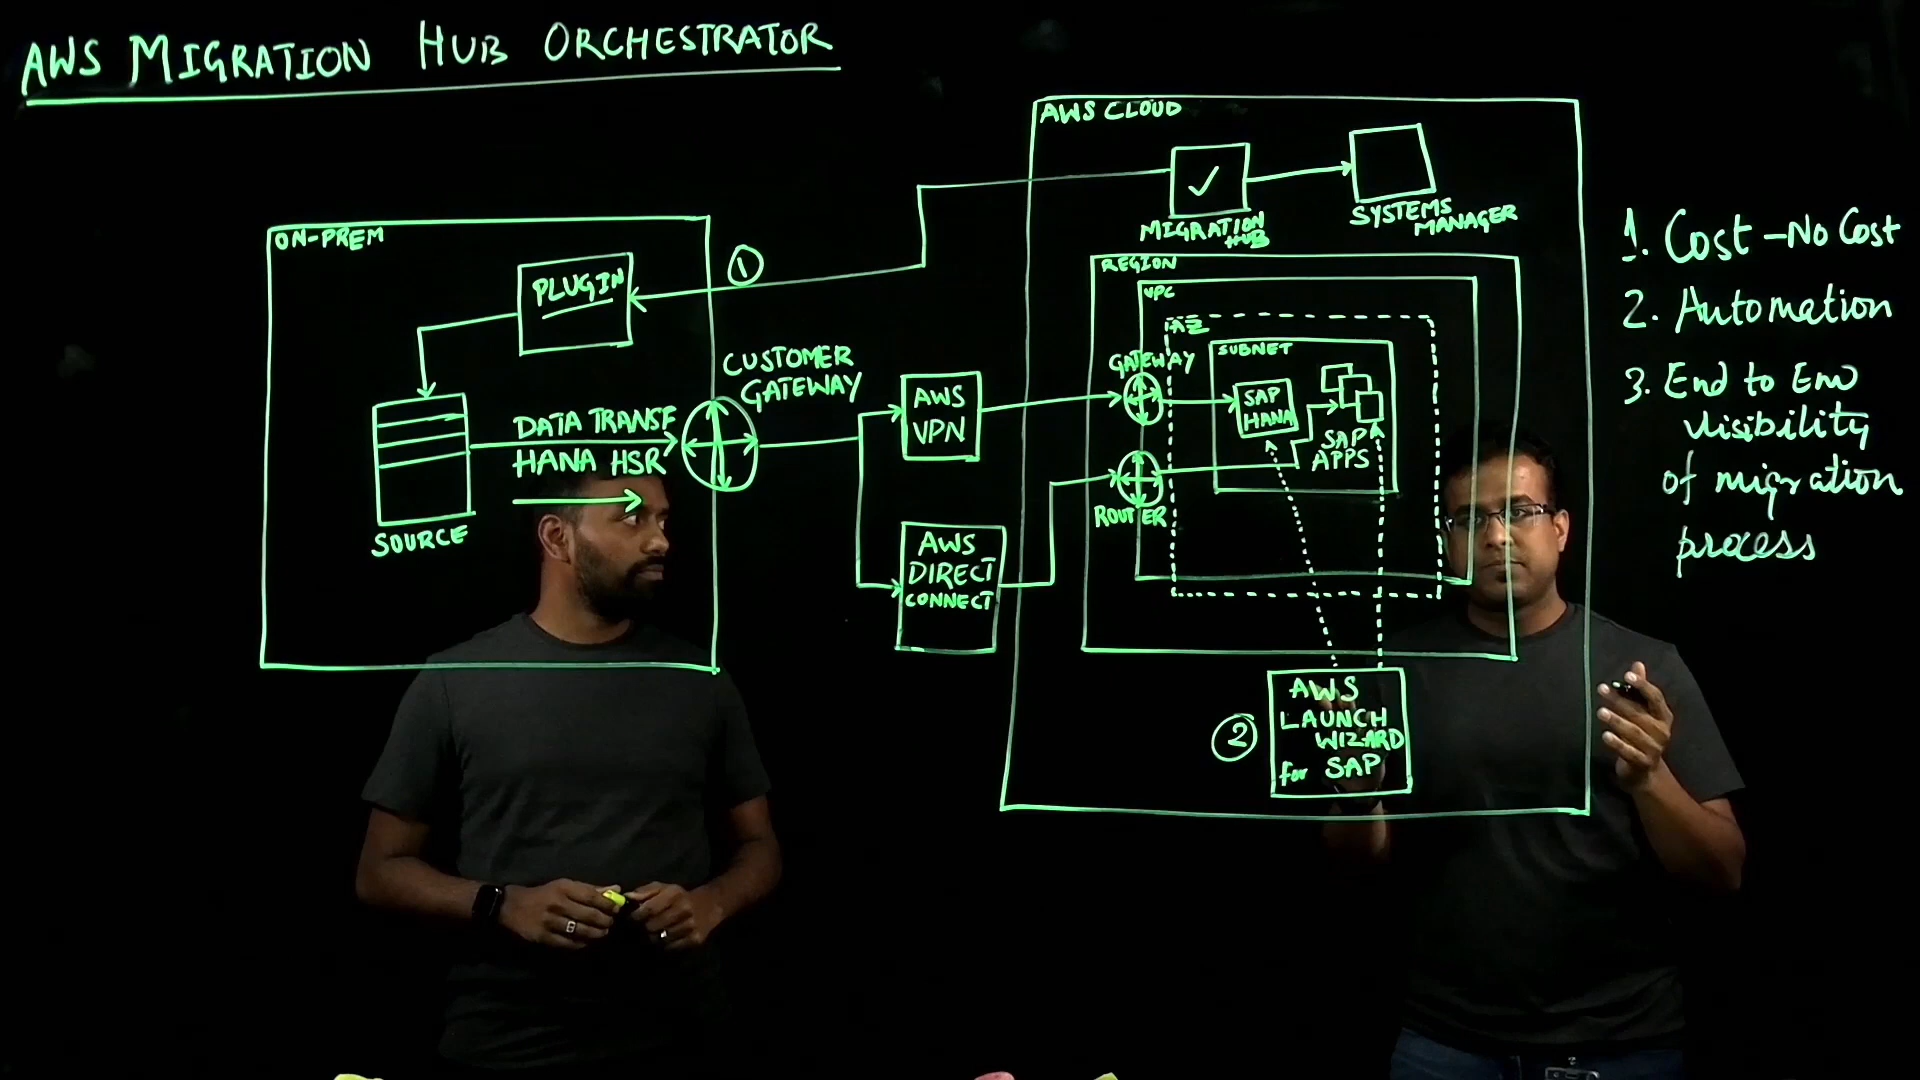 AWS MIGRATION HUB ORCHESTRATOR
AWS CLOUD
MIGRATION
HUB
SYSTEMS
MANAGER
ON-PREM
PLUGIN
1
SOURCE
DATA TRANSF
HANA HSR
CUSTOMER
GATEWAY
AWS
VPN
AWS
DIRECT
CONNECT
REGION
VPC
AZ
SUBNET
GATEWAY
ROUTER
SAP
HANA
SAP
APPS
2
AWS
LAUNCH
WIZARD
for SAP
1. Cost - No Cost
2. Automation
3. End to End
visibility
of migration
process